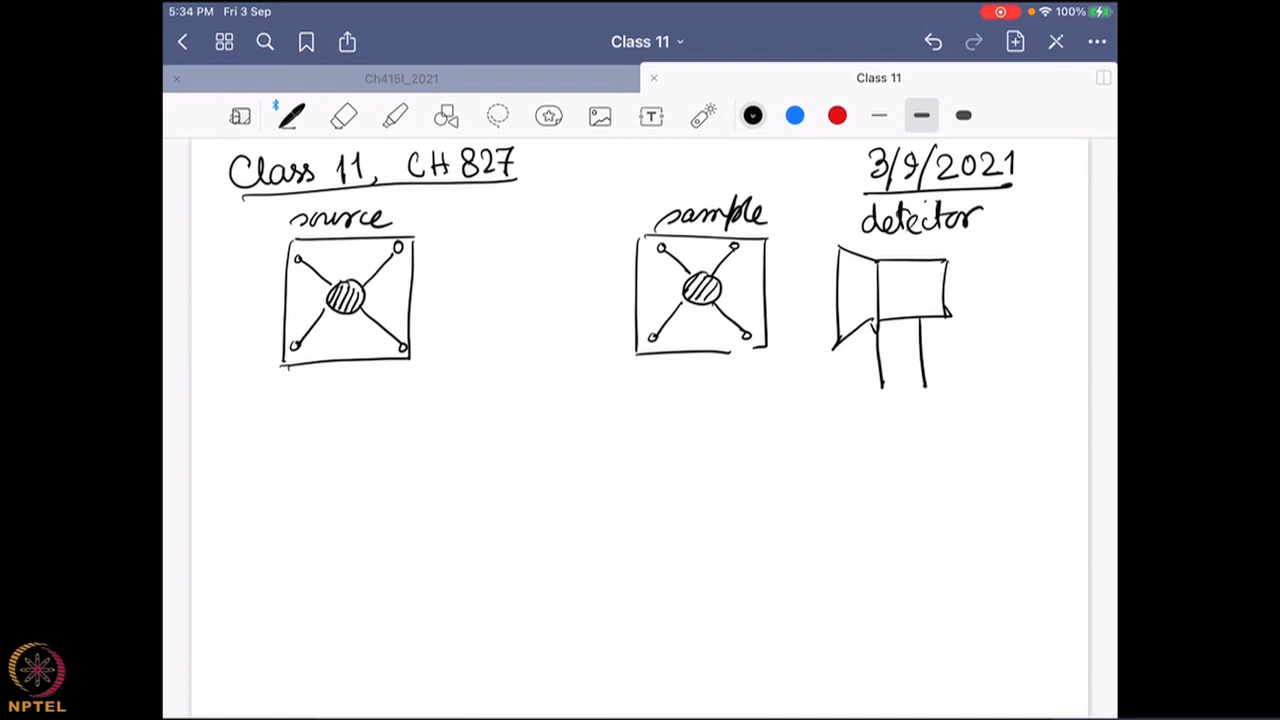 5:34 PM Fri 3 Sep
100%
Class 11
Ch415I_2021
Class 11
T
Class 11, CH 827
3/9/2021
source
sample
detector
NPTEL